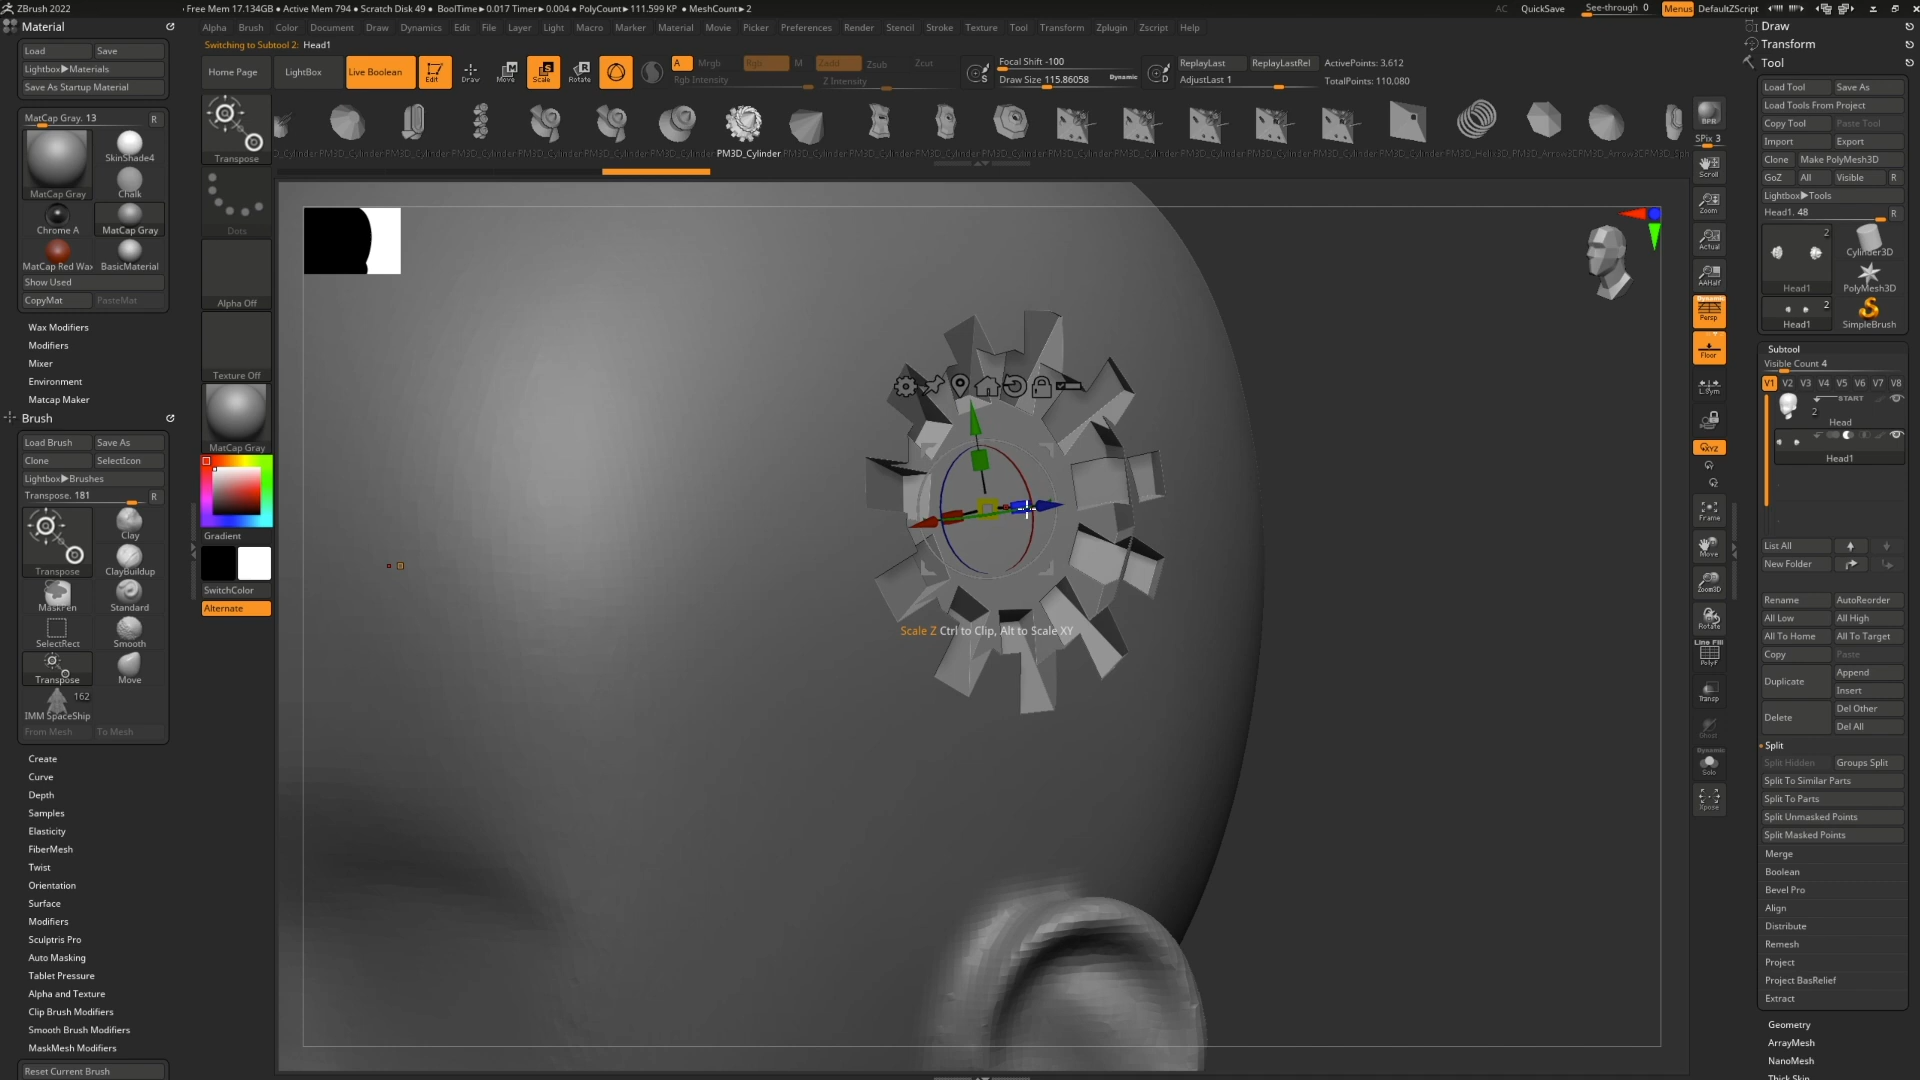 ZBrush 2022
• Free Mem 17.134GB • Active Mem 794 • Scratch Disk 49 • BoolTime▸0.017 Timer▸0.004 • PolyCount▸111.599 KP • MeshCount▸2
AC QuickSave See-through 0 Menus DefaultZScript
Material
Alpha Brush Color Document Draw Dynamics Edit File Layer Light Macro Marker Material Movie Picker Preferences Render Stencil Stroke Texture Tool Transform Zplugin Zscript Help
Switching to Subtool 2: Head1
Load Save
Lightbox▸Materials
Save As Startup Material
MatCap Gray. 13 R
MatCap Gray
SkinShade4
Chalk
Chrome A
MatCap Gray
MatCap Red Wax
BasicMaterial
Show Used
CopyMat PasteMat
Wax Modifiers
Modifiers
Mixer
Environment
Matcap Maker
Brush
Load Brush Save As
Clone SelectIcon
Lightbox▸Brushes
Transpose. 181 R
Transpose
Clay
ClayBuildup
MaskPen
Standard
SelectRect
Smooth
Transpose
Move
162
IMM SpaceShip
From Mesh To Mesh
Create
Curve
Depth
Samples
Elasticity
FiberMesh
Twist
Orientation
Surface
Modifiers
Sculptris Pro
Auto Masking
Tablet Pressure
Alpha and Texture
Clip Brush Modifiers
Smooth Brush Modifiers
MaskMesh Modifiers
Reset Current Brush
Home Page LightBox Live Boolean Edit Draw Move Scale Rotate
A Mrgb Rgb M Zadd Zsub Zcut
Rgb Intensity Z Intensity
Focal Shift -100
Draw Size 115.86058 Dynamic
S D
ReplayLast ReplayLastRel
AdjustLast 1
ActivePoints: 3,612
TotalPoints: 110,080
PM3D_Cylinder
Transpose
Dots
Alpha Off
Texture Off
MatCap Gray
Gradient
SwitchColor
Alternate
Scale Z Ctrl to Clip, Alt to Scale XY
BPR
SPix 3
Scroll
Zoom
Actual
AAHalf
Dynamic
Persp
Floor
L.Sym
XYZ
Frame
Move
Zoom3D
Rotate
Line Fill
PolyF
Transp
Ghost
Dynamic
Solo
Xpose
Draw
Transform
Tool
Load Tool Save As
Load Tools From Project
Copy Tool Paste Tool
Import Export
Clone Make PolyMesh3D
GoZ All Visible R
Lightbox▸Tools
Head1. 48 R
2
Head1
Cylinder3D
PolyMesh3D
2
Head1
SimpleBrush
Subtool
Visible Count 4
V1 V2 V3 V4 V5 V6 V7 V8
START
2
Head
Head1
List All
New Folder
Rename AutoReorder
All Low All High
All To Home All To Target
Copy Paste
Duplicate Append
Insert
Delete Del Other
Del All
Split
Split Hidden Groups Split
Split To Similar Parts
Split To Parts
Split Unmasked Points
Split Masked Points
Merge
Boolean
Bevel Pro
Align
Distribute
Remesh
Project
Project BasRelief
Extract
Geometry
ArrayMesh
NanoMesh
Thick Skin